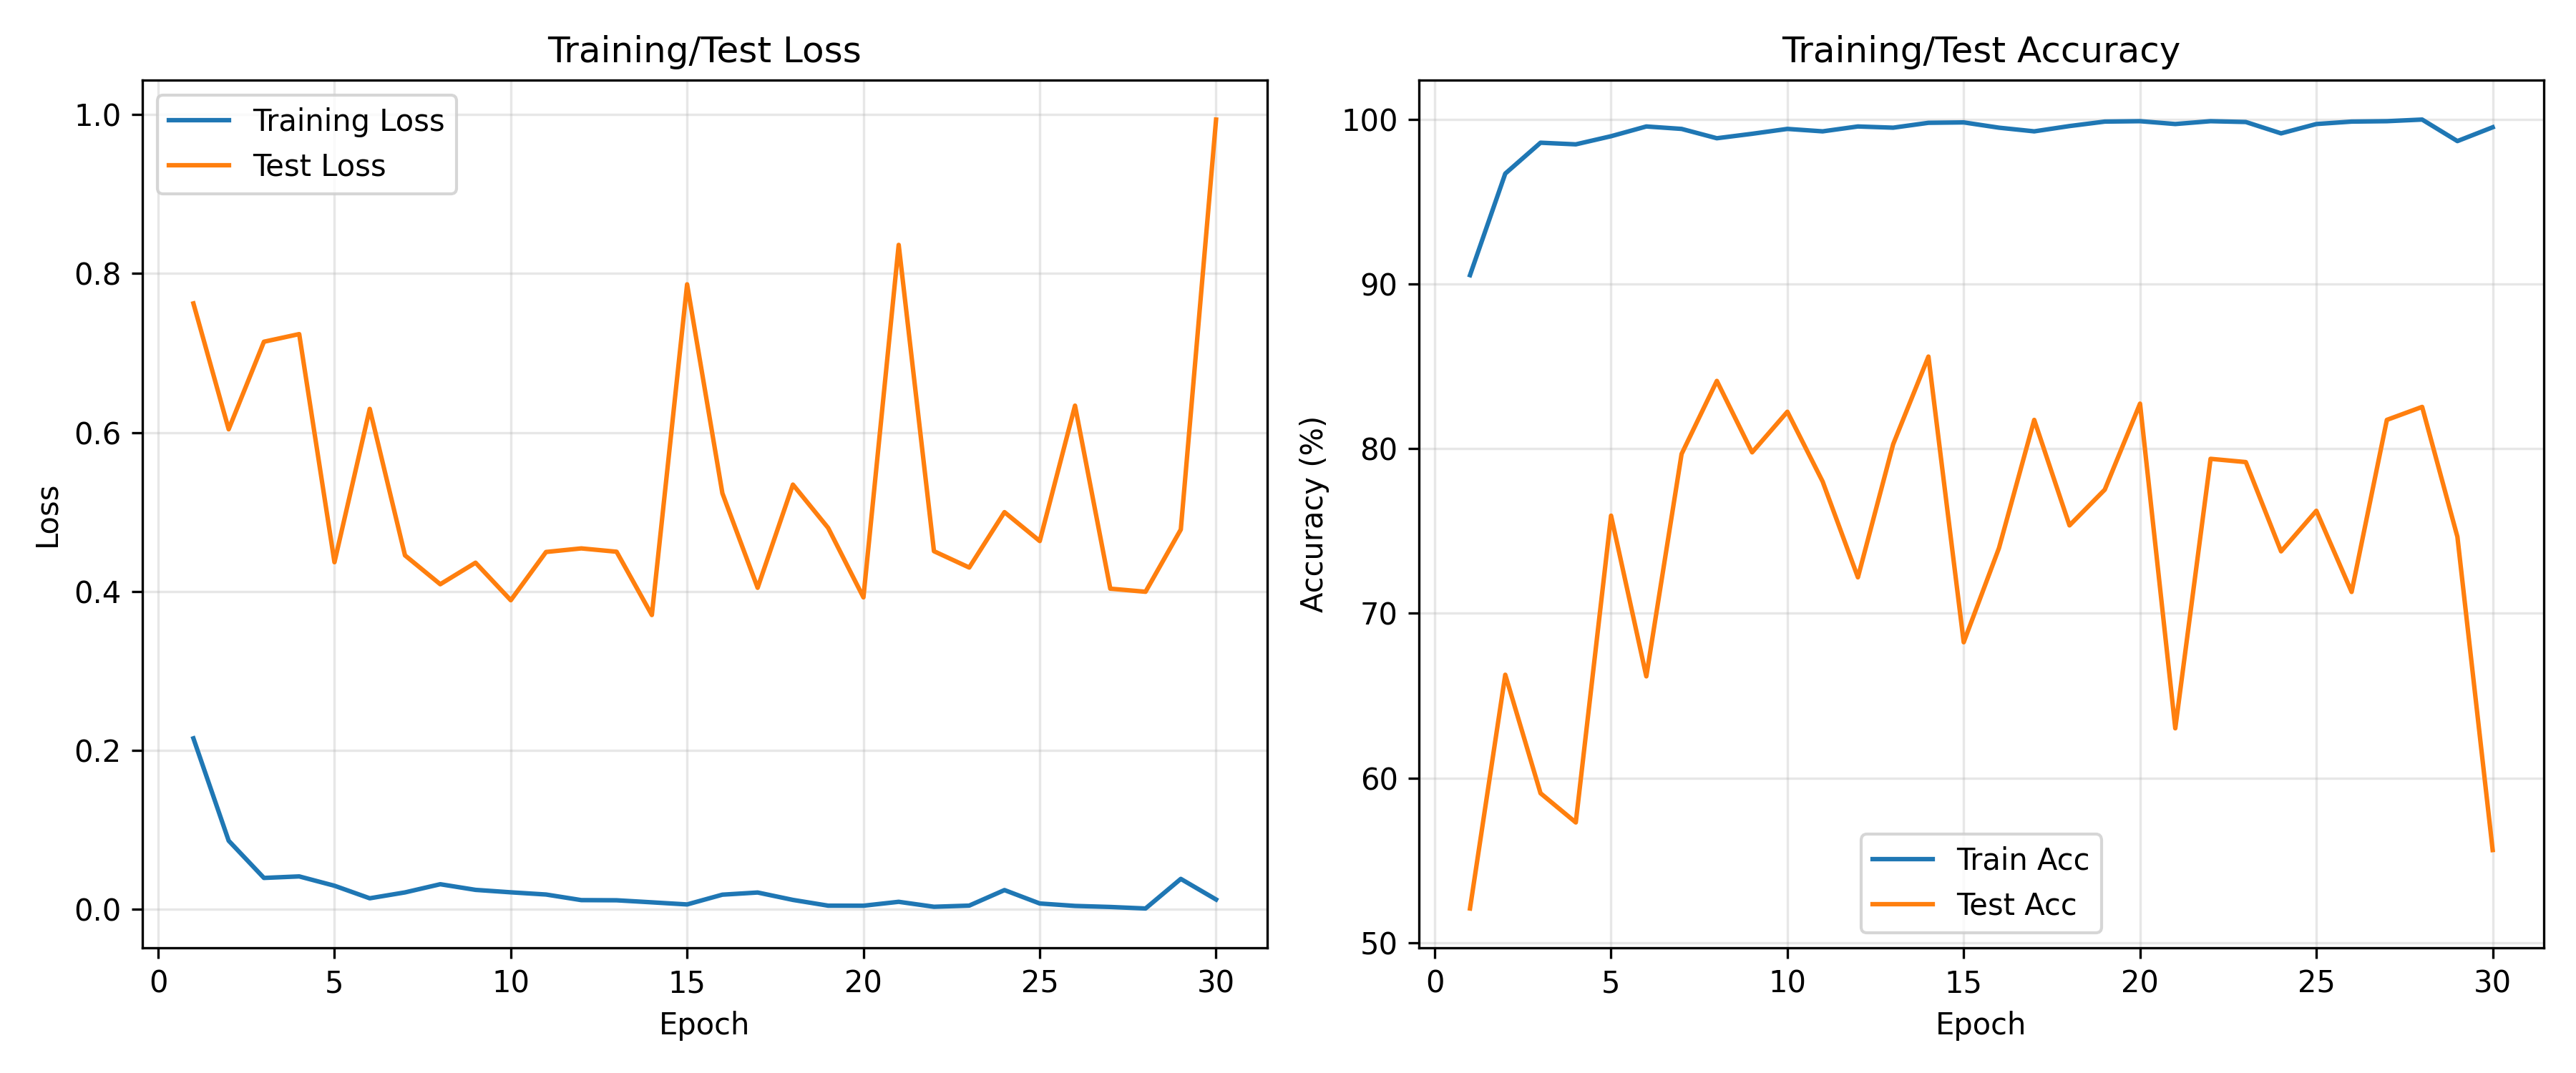 Training/Test Loss
1.0
0.8
0.6
0.4
0.2
0.0
Loss
Training Loss
Test Loss
0 5 10 15 20 25 30
Epoch
Training/Test Accuracy
100
90
80
70
60
50
Accuracy (%)
Train Acc
Test Acc
0 5 10 15 20 25 30
Epoch